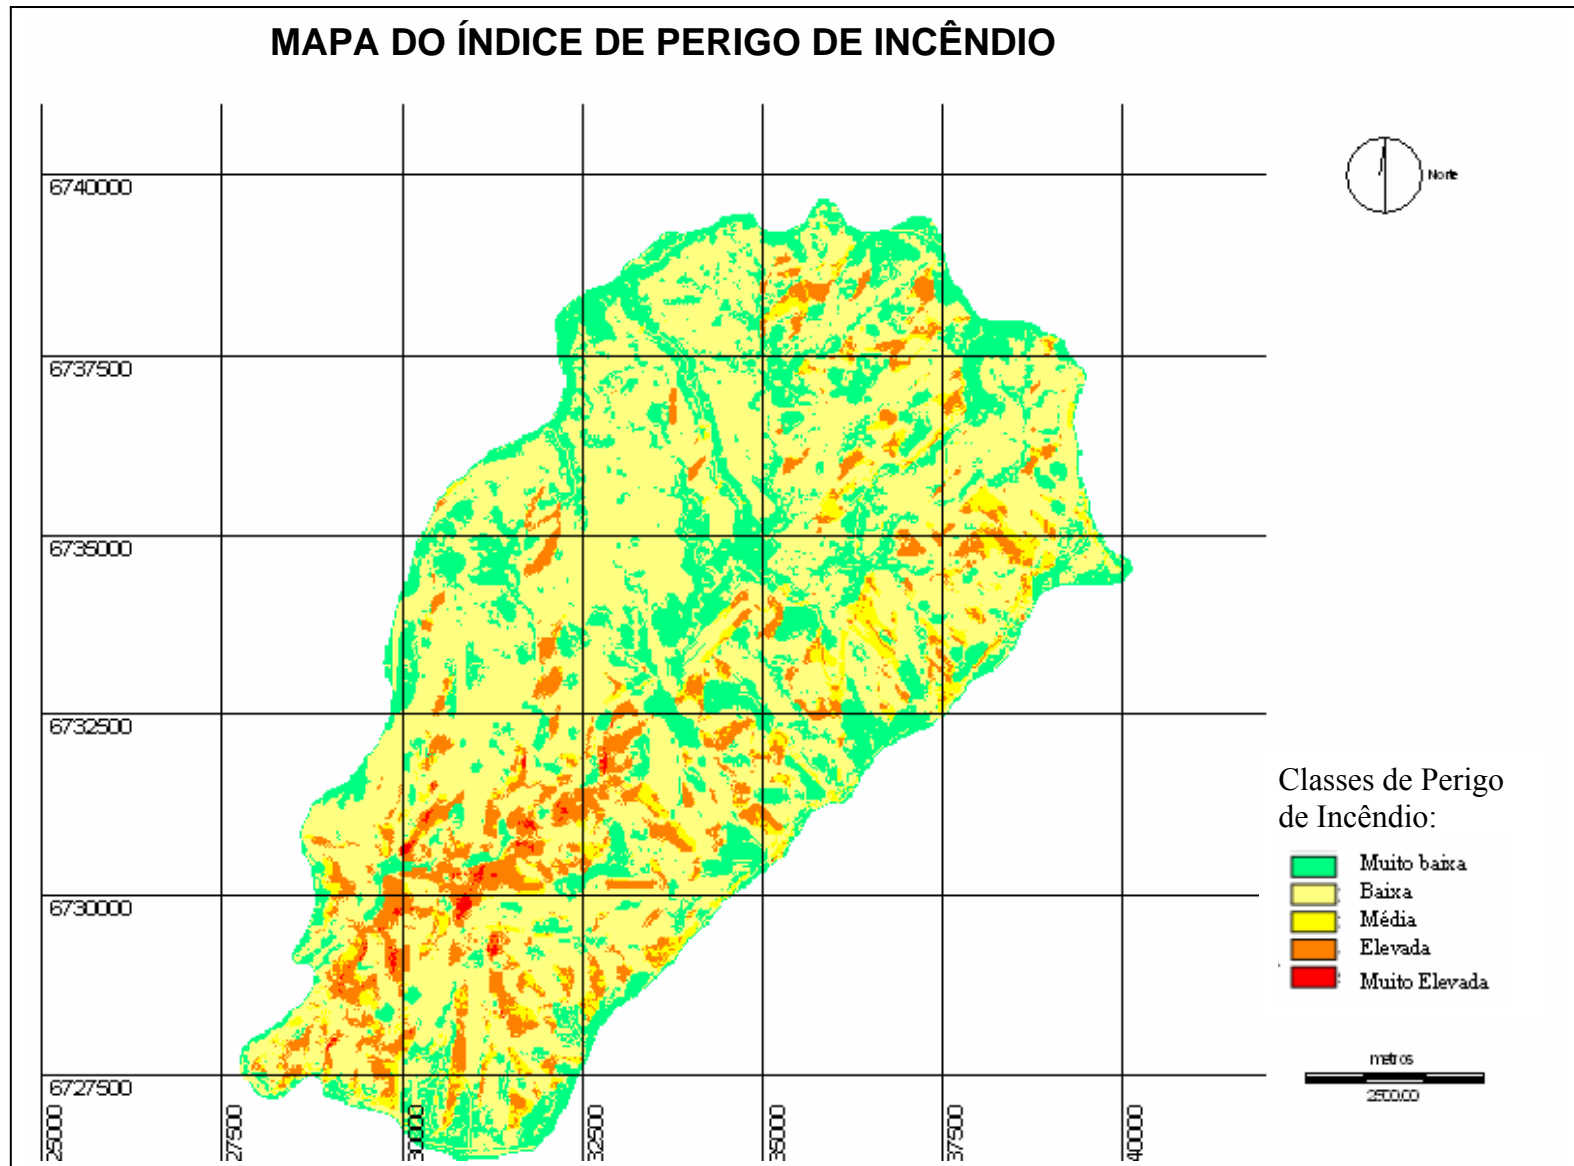 MAPA DO ÍNDICE DE PERIGO DE INCÊNDIO
Norte
6740000
6737500
6735000
6732500
6730000
6727500
25000
27500
30000
32500
35000
37500
40000
Classes de Perigo
de Incêndio:
Muito baixa
Baixa
Média
Elevada
Muito Elevada
metros
2500.00